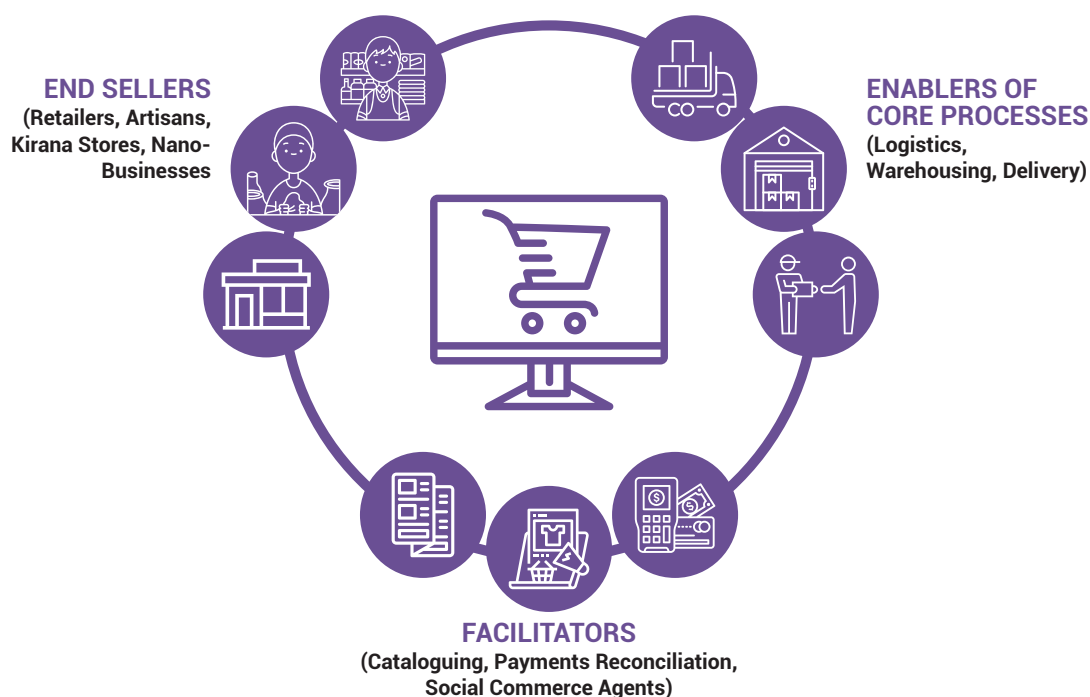 END SELLERS
(Retailers, Artisans,
Kirana Stores, Nano-
Businesses
ENABLERS OF
CORE PROCESSES
(Logistics,
Warehousing, Delivery)
FACILITATORS
(Cataloguing, Payments Reconciliation,
Social Commerce Agents)